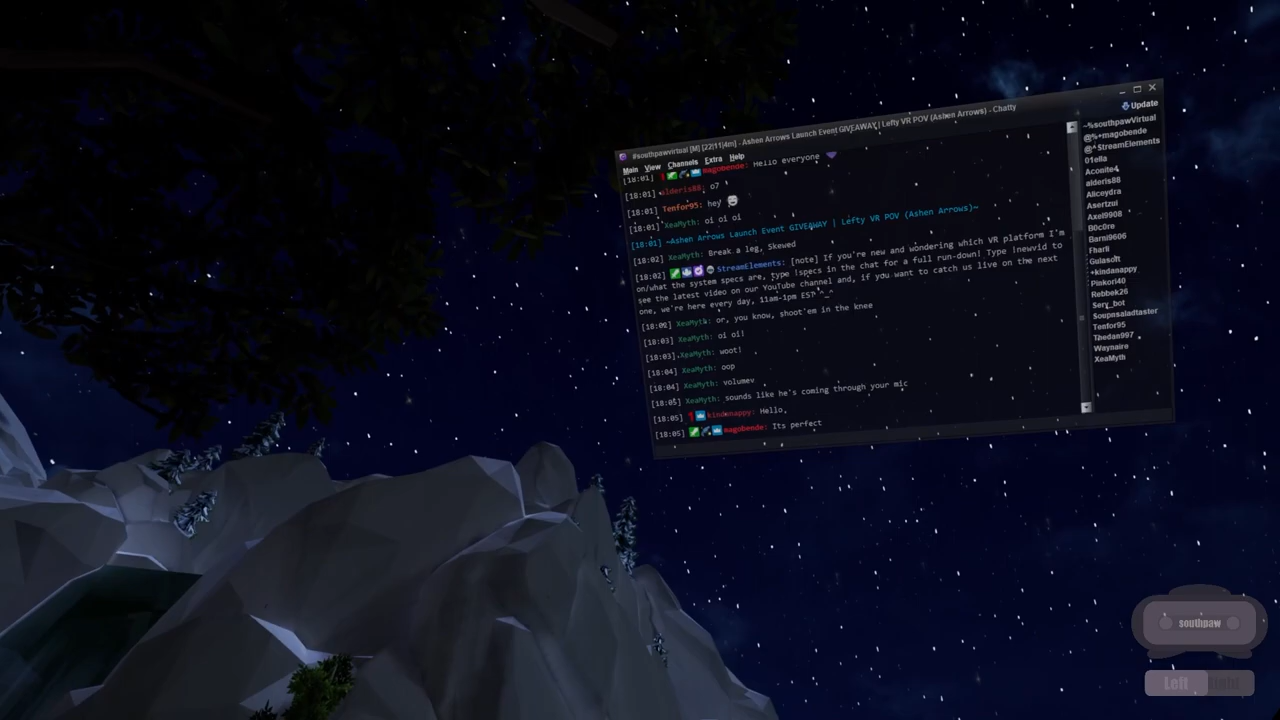 #southpawvirtual [M] [22|11|4m] - Ashen Arrows Launch Event GIVEAWAY | Lefty VR POV (Ashen Arrows) - Chatty
Main View Channels Extra Help
Update
[18:01] magobende: Hello everyone
[18:01] alderis88: o7
[18:01] Tenfor95: hey
[18:01] XeaMyth: oi oi oi
[18:01] ~Ashen Arrows Launch Event GIVEAWAY | Lefty VR POV (Ashen Arrows)~
[18:02] XeaMyth: Break a leg, Skewed
[18:02] StreamElements: [note] If you're new and wondering which VR platform I'm
on/what the system specs are, type !specs in the chat for a full run-down! Type !newvid to
see the latest video on our YouTube channel and, if you want to catch us live on the next
one, we're here every day, 11am-1pm EST ^_^
[18:02] XeaMyth: or, you know, shoot'em in the knee
[18:03] XeaMyth: oi oi!
[18:03] XeaMyth: woot!
[18:04] XeaMyth: oop
[18:04] XeaMyth: volumev
[18:05] XeaMyth: sounds like he's coming through your mic
[18:05] kindanappy: Hello,
[18:05] magobende: Its perfect
~%southpawVirtual
@%+magobende
@^StreamElements
01ella
Aconite4
alderis88
Aliceydra
Asertzui
Axel9908
B0c0re
Barni9606
Fharli
Gulasoft
+kindanappy
Pinkori40
Rebbek26
Sery_bot
Soupnsaladtaster
Tenfor95
Thedan997
Waynaire
XeaMyth
southpaw
Left Right